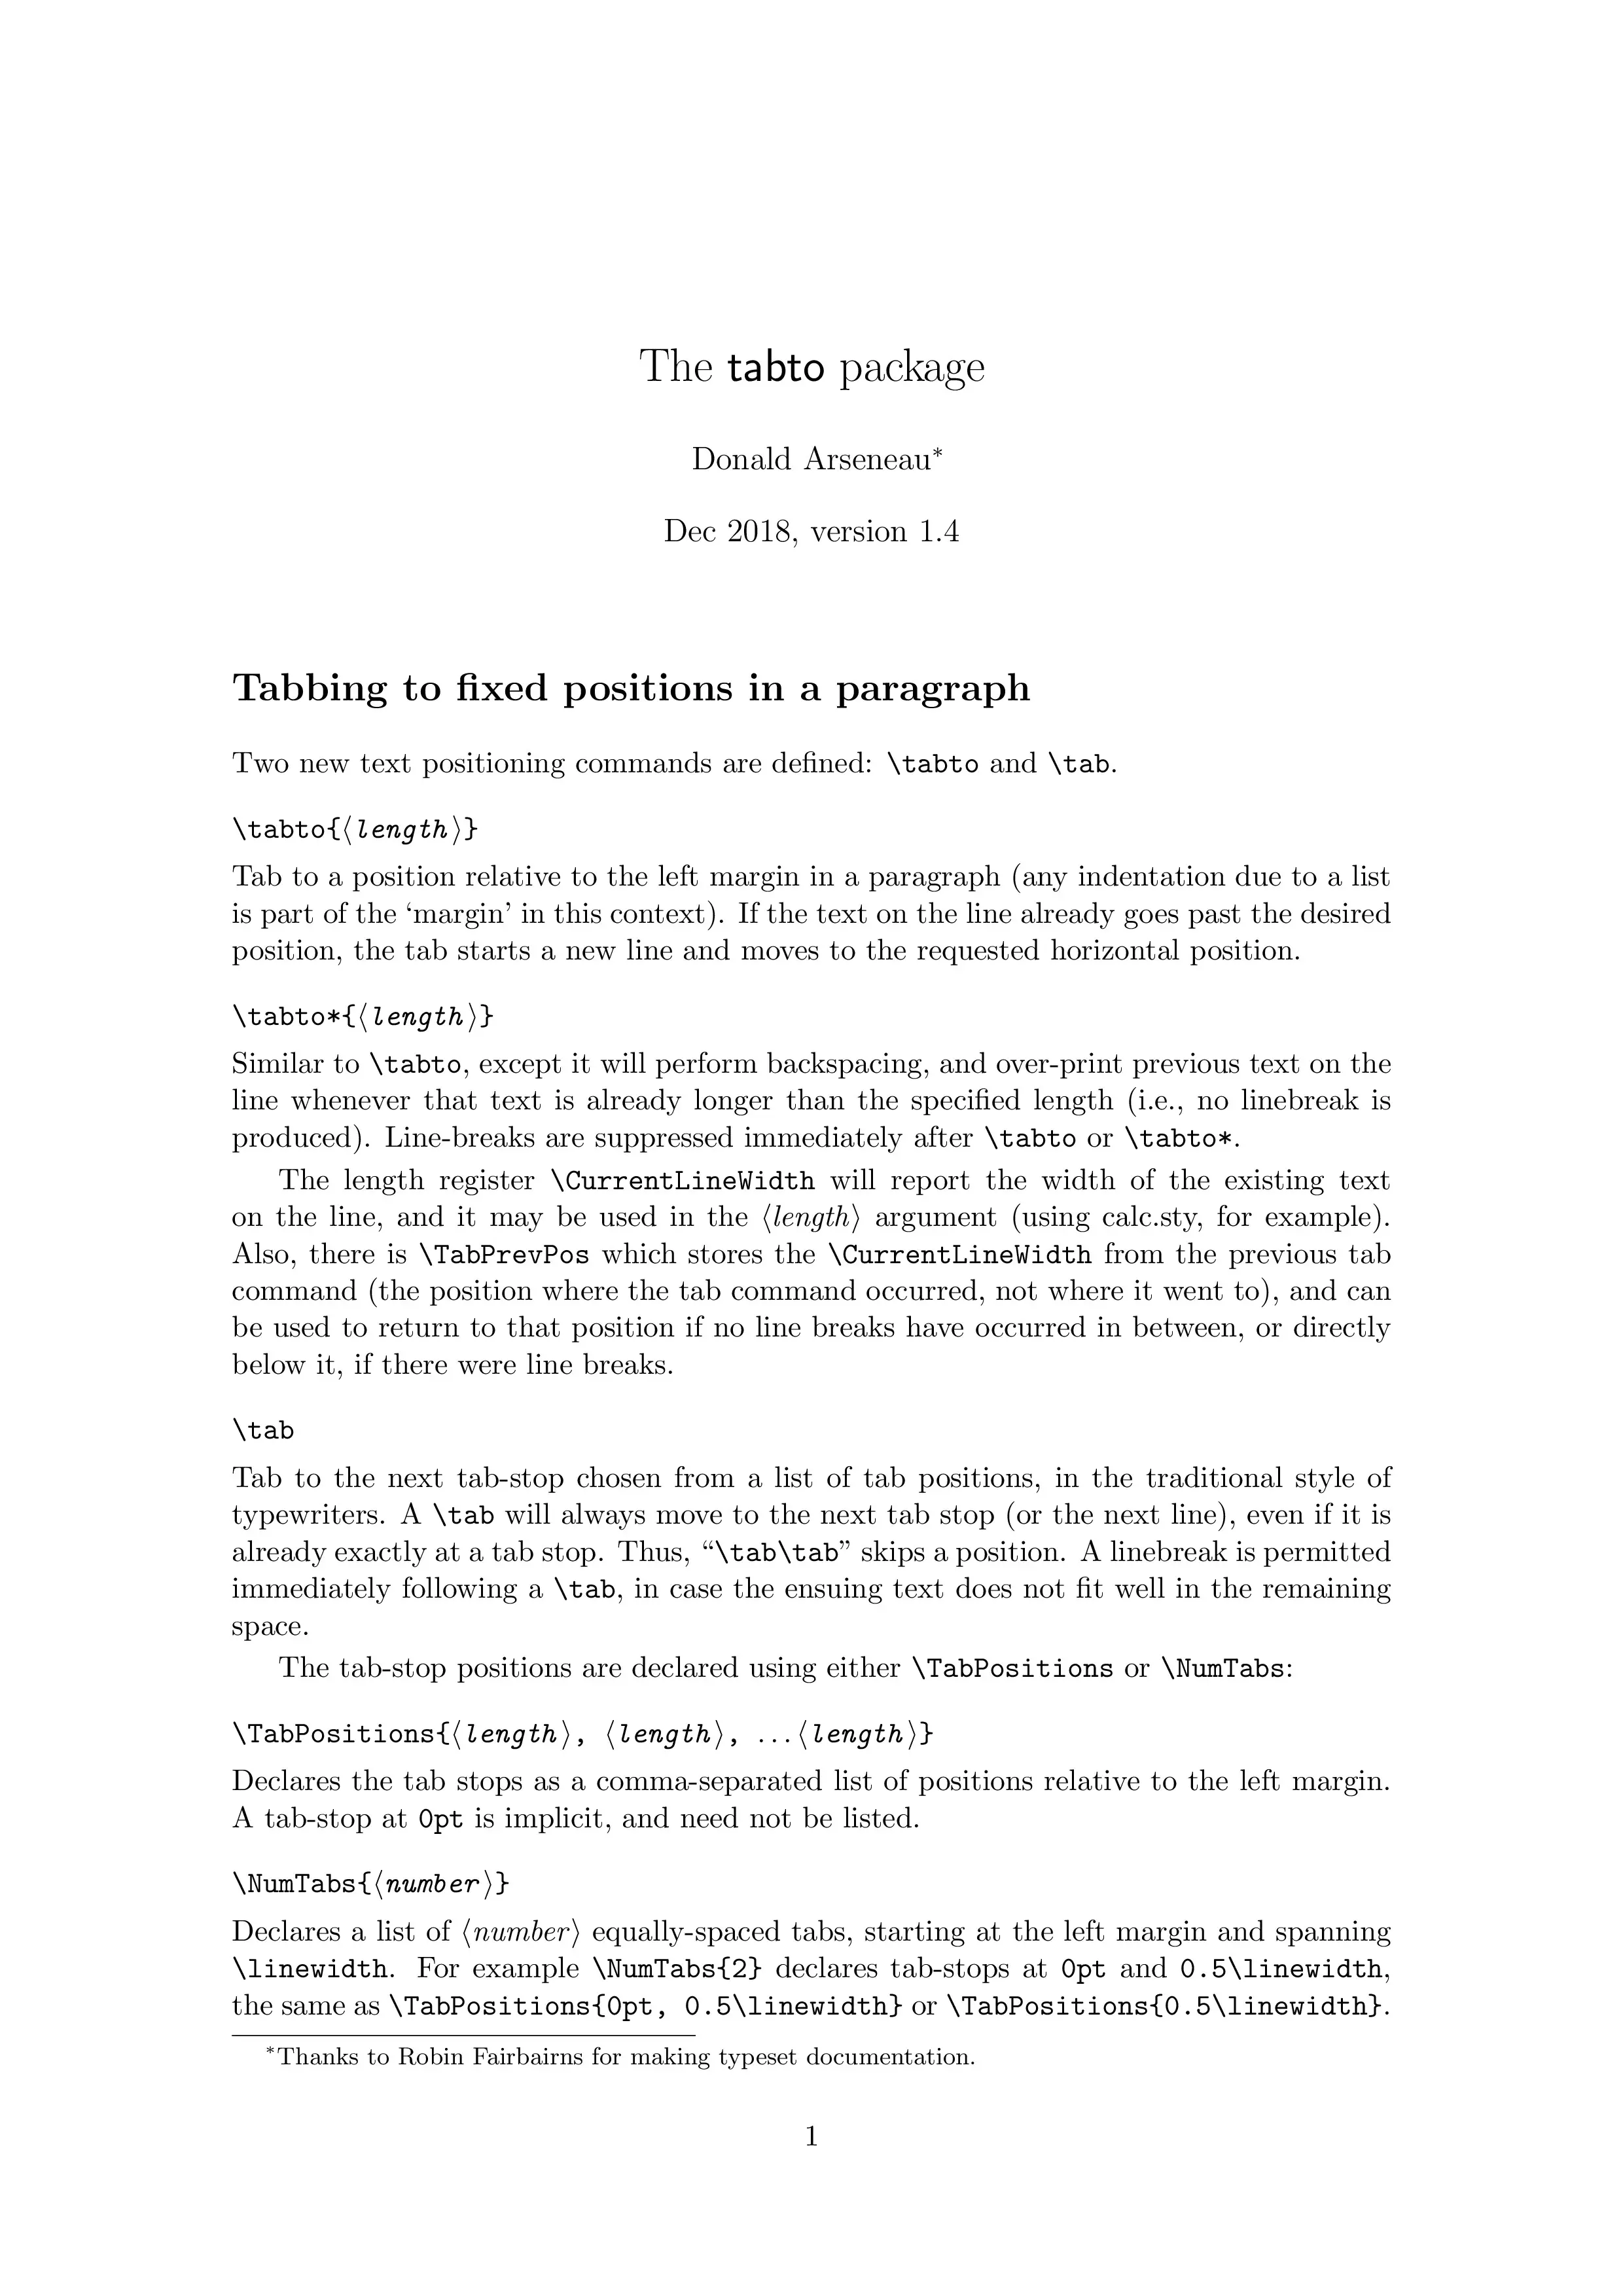 The tabto package
Donald Arseneau*
Dec 2018, version 1.4
Tabbing to fixed positions in a paragraph
Two new text positioning commands are defined: \tabto and \tab.
\tabto{⟨length⟩}
Tab to a position relative to the left margin in a paragraph (any indentation due to a list
is part of the ‘margin’ in this context). If the text on the line already goes past the desired
position, the tab starts a new line and moves to the requested horizontal position.
\tabto*{⟨length⟩}
Similar to \tabto, except it will perform backspacing, and over-print previous text on the
line whenever that text is already longer than the specified length (i.e., no linebreak is
produced). Line-breaks are suppressed immediately after \tabto or \tabto*.
The length register \CurrentLineWidth will report the width of the existing text
on the line, and it may be used in the ⟨length⟩ argument (using calc.sty, for example).
Also, there is \TabPrevPos which stores the \CurrentLineWidth from the previous tab
command (the position where the tab command occurred, not where it went to), and can
be used to return to that position if no line breaks have occurred in between, or directly
below it, if there were line breaks.
\tab
Tab to the next tab-stop chosen from a list of tab positions, in the traditional style of
typewriters. A \tab will always move to the next tab stop (or the next line), even if it is
already exactly at a tab stop. Thus, “\tab\tab” skips a position. A linebreak is permitted
immediately following a \tab, in case the ensuing text does not fit well in the remaining
space.
The tab-stop positions are declared using either \TabPositions or \NumTabs:
\TabPositions{⟨length⟩, ⟨length⟩, ...⟨length⟩}
Declares the tab stops as a comma-separated list of positions relative to the left margin.
A tab-stop at 0pt is implicit, and need not be listed.
\NumTabs{⟨number⟩}
Declares a list of ⟨number⟩ equally-spaced tabs, starting at the left margin and spanning
\linewidth. For example \NumTabs{2} declares tab-stops at 0pt and 0.5\linewidth,
the same as \TabPositions{0pt, 0.5\linewidth} or \TabPositions{0.5\linewidth}.
*Thanks to Robin Fairbairns for making typeset documentation.
1